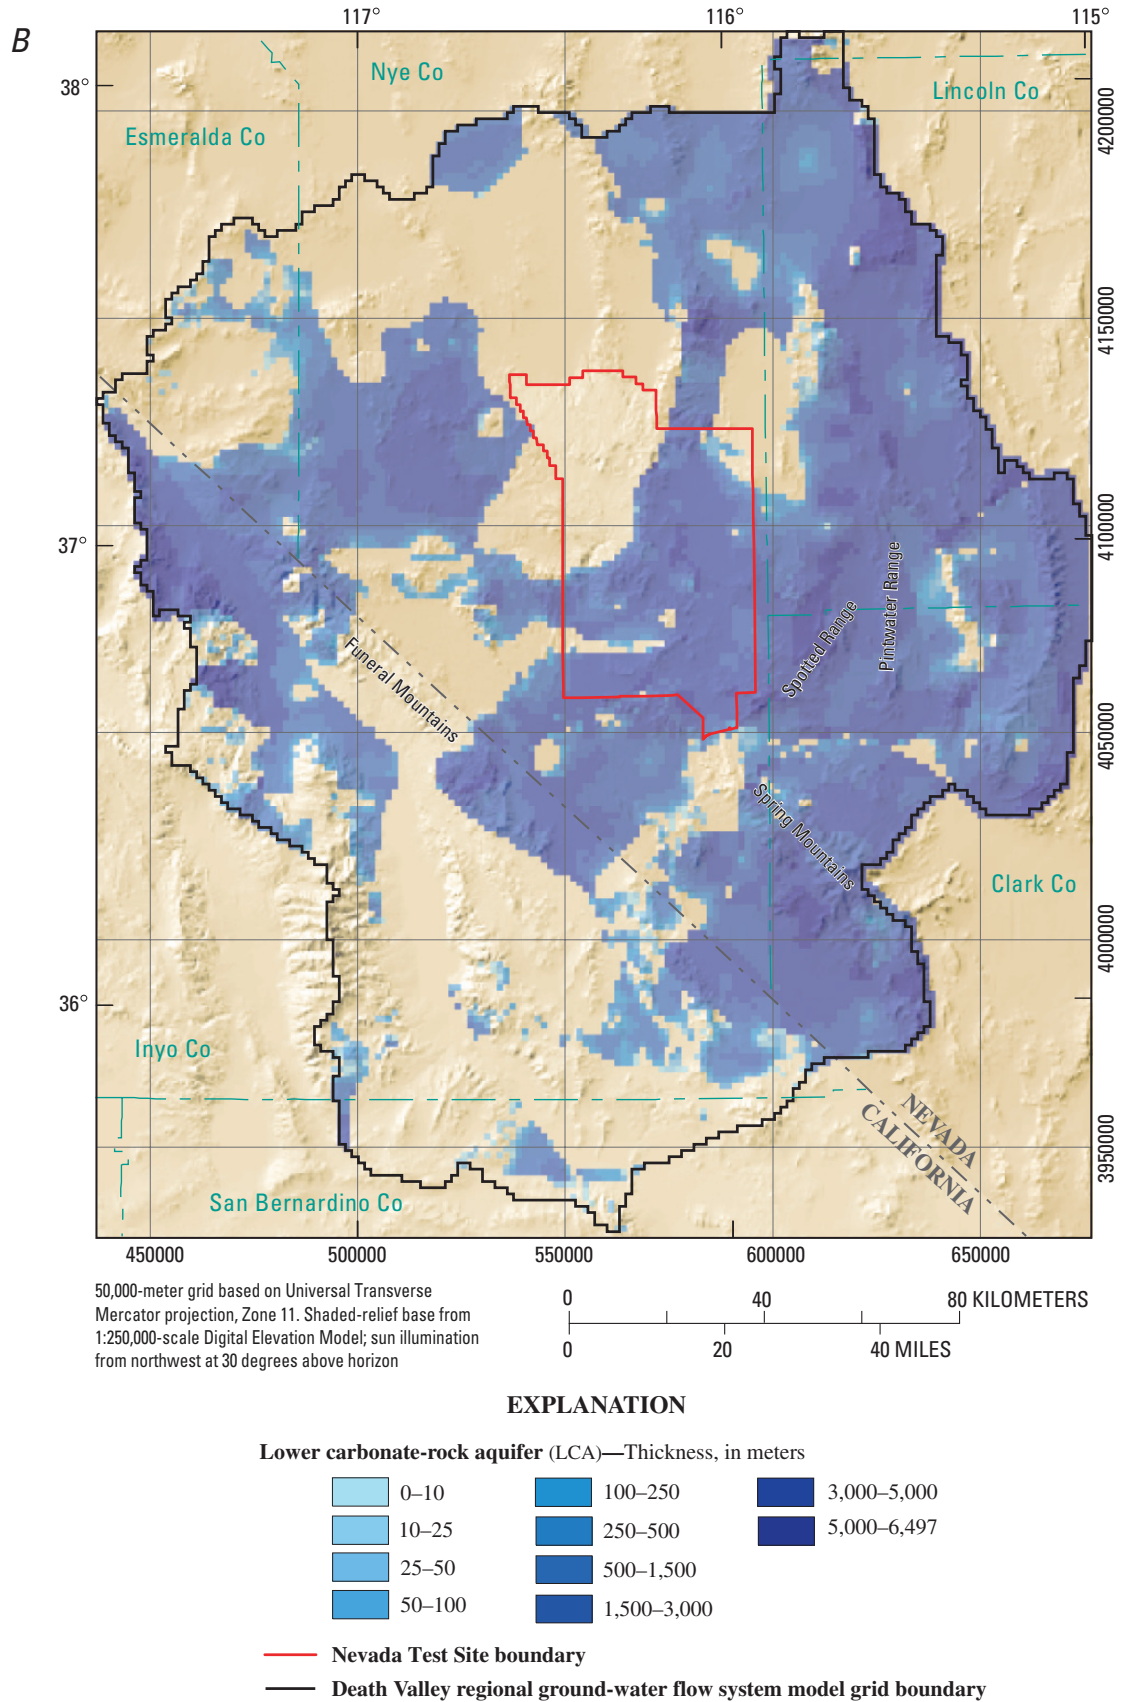 B
117°
116°
115°
38°
37°
36°
Nye Co
Lincoln Co
Esmeralda Co
4200000
4150000
4100000
4050000
4000000
3950000
Pintwater Range
Spotted Range
Funeral Mountains
Spring Mountains
Clark Co
Inyo Co
NEVADA
CALIFORNIA
San Bernardino Co
450000
500000
550000
600000
650000
50,000-meter grid based on Universal Transverse
Mercator projection, Zone 11. Shaded-relief base from
1:250,000-scale Digital Elevation Model; sun illumination
from northwest at 30 degrees above horizon
0 40 80 KILOMETERS
0 20 40 MILES
EXPLANATION
Lower carbonate-rock aquifer (LCA)—Thickness, in meters
0–10
10–25
25–50
50–100
100–250
250–500
500–1,500
1,500–3,000
3,000–5,000
5,000–6,497
Nevada Test Site boundary
Death Valley regional ground-water flow system model grid boundary